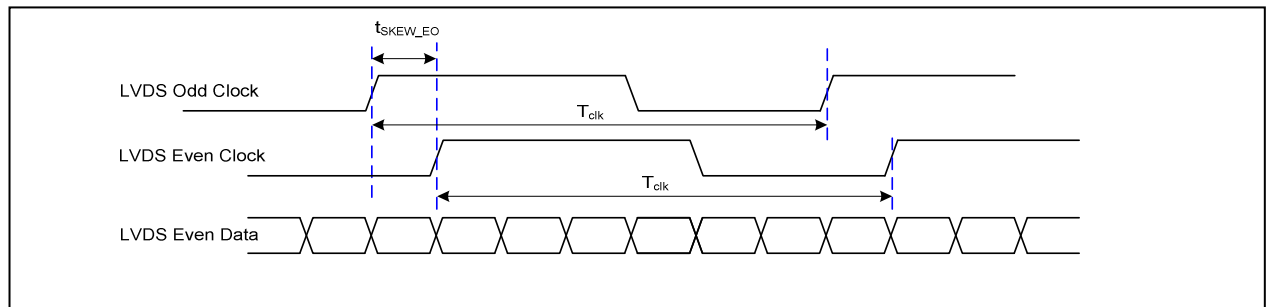 tSKEW_EO
LVDS Odd Clock
Tclk
LVDS Even Clock
Tclk
LVDS Even Data